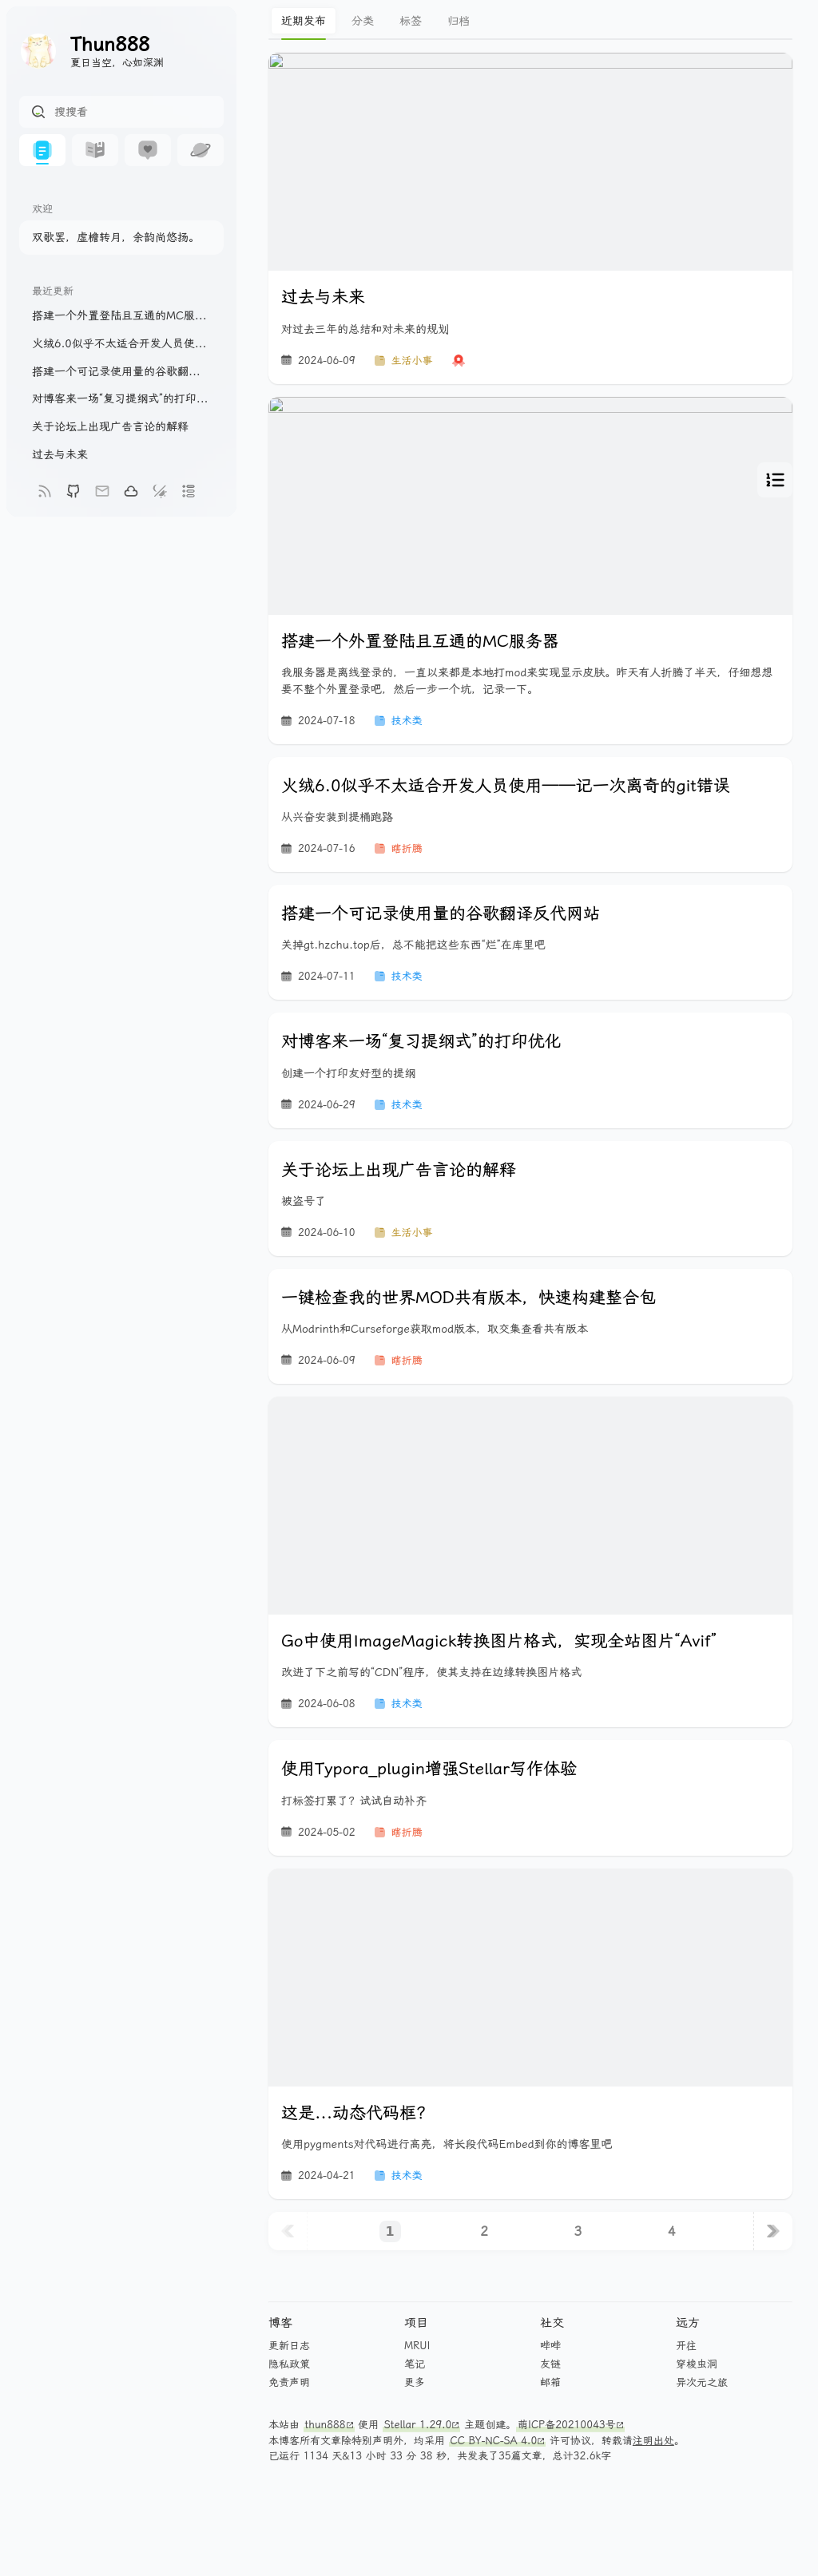 Thun888
夏日当空，心如深渊
搜搜看
欢迎
双歌罢，虚檐转月，余韵尚悠扬。
最近更新
搭建一个外置登陆且互通的MC服...
火绒6.0似乎不太适合开发人员使...
搭建一个可记录使用量的谷歌翻...
对博客来一场“复习提纲式”的打印...
关于论坛上出现广告言论的解释
过去与未来
近期发布 分类 标签 归档
过去与未来
对过去三年的总结和对未来的规划
2024-06-09 生活小事
搭建一个外置登陆且互通的MC服务器
我服务器是离线登录的，一直以来都是本地打mod来实现显示皮肤。昨天有人折腾了半天，仔细想想
要不整个外置登录吧，然后一步一个坑，记录一下。
2024-07-18 技术类
火绒6.0似乎不太适合开发人员使用——记一次离奇的git错误
从兴奋安装到提桶跑路
2024-07-16 瞎折腾
搭建一个可记录使用量的谷歌翻译反代网站
关掉gt.hzchu.top后，总不能把这些东西“烂”在库里吧
2024-07-11 技术类
对博客来一场“复习提纲式”的打印优化
创建一个打印友好型的提纲
2024-06-29 技术类
关于论坛上出现广告言论的解释
被盗号了
2024-06-10 生活小事
一键检查我的世界MOD共有版本，快速构建整合包
从Modrinth和Curseforge获取mod版本，取交集查看共有版本
2024-06-09 瞎折腾
Go中使用ImageMagick转换图片格式，实现全站图片“Avif”
改进了下之前写的“CDN”程序，使其支持在边缘转换图片格式
2024-06-08 技术类
使用Typora_plugin增强Stellar写作体验
打标签打累了？试试自动补齐
2024-05-02 瞎折腾
这是...动态代码框？
使用pygments对代码进行高亮，将长段代码Embed到你的博客里吧
2024-04-21 技术类
1 2 3 4
博客 项目 社交 远方
更新日志 MRUI 哔哔 开往
隐私政策 笔记 友链 穿梭虫洞
免责声明 更多 邮箱 异次元之旅
本站由 thun888 使用 Stellar 1.29.0 主题创建。萌ICP备20210043号
本博客所有文章除特别声明外，均采用 CC BY-NC-SA 4.0 许可协议，转载请注明出处。
已运行 1134 天&13 小时 33 分 38 秒，共发表了35篇文章，总计32.6k字